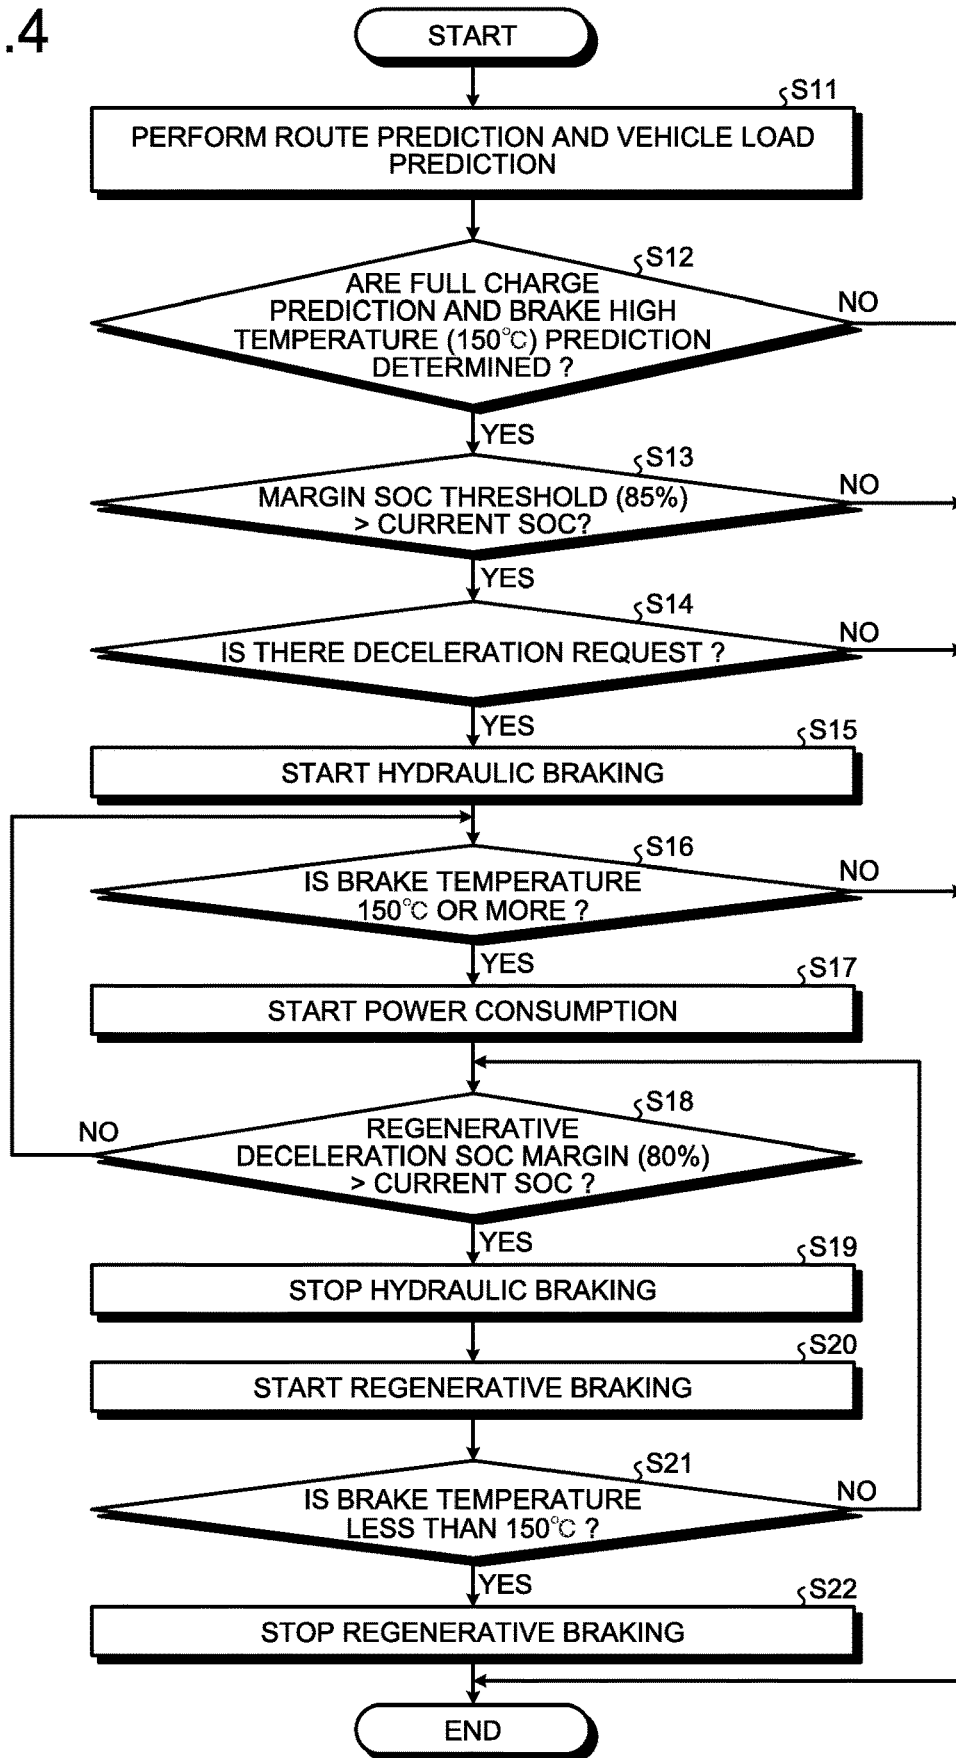 .4
START
S11
PERFORM ROUTE PREDICTION AND VEHICLE LOAD
PREDICTION
S12
ARE FULL CHARGE
PREDICTION AND BRAKE HIGH
TEMPERATURE (150°C) PREDICTION
DETERMINED ?
NO
YES
S13
MARGIN SOC THRESHOLD (85%)
> CURRENT SOC?
NO
YES
S14
IS THERE DECELERATION REQUEST ?
NO
YES
S15
START HYDRAULIC BRAKING
S16
IS BRAKE TEMPERATURE
150°C OR MORE ?
NO
YES
S17
START POWER CONSUMPTION
S18
REGENERATIVE
DECELERATION SOC MARGIN (80%)
> CURRENT SOC ?
NO
YES
S19
STOP HYDRAULIC BRAKING
S20
START REGENERATIVE BRAKING
S21
IS BRAKE TEMPERATURE
LESS THAN 150°C ?
NO
YES
S22
STOP REGENERATIVE BRAKING
END